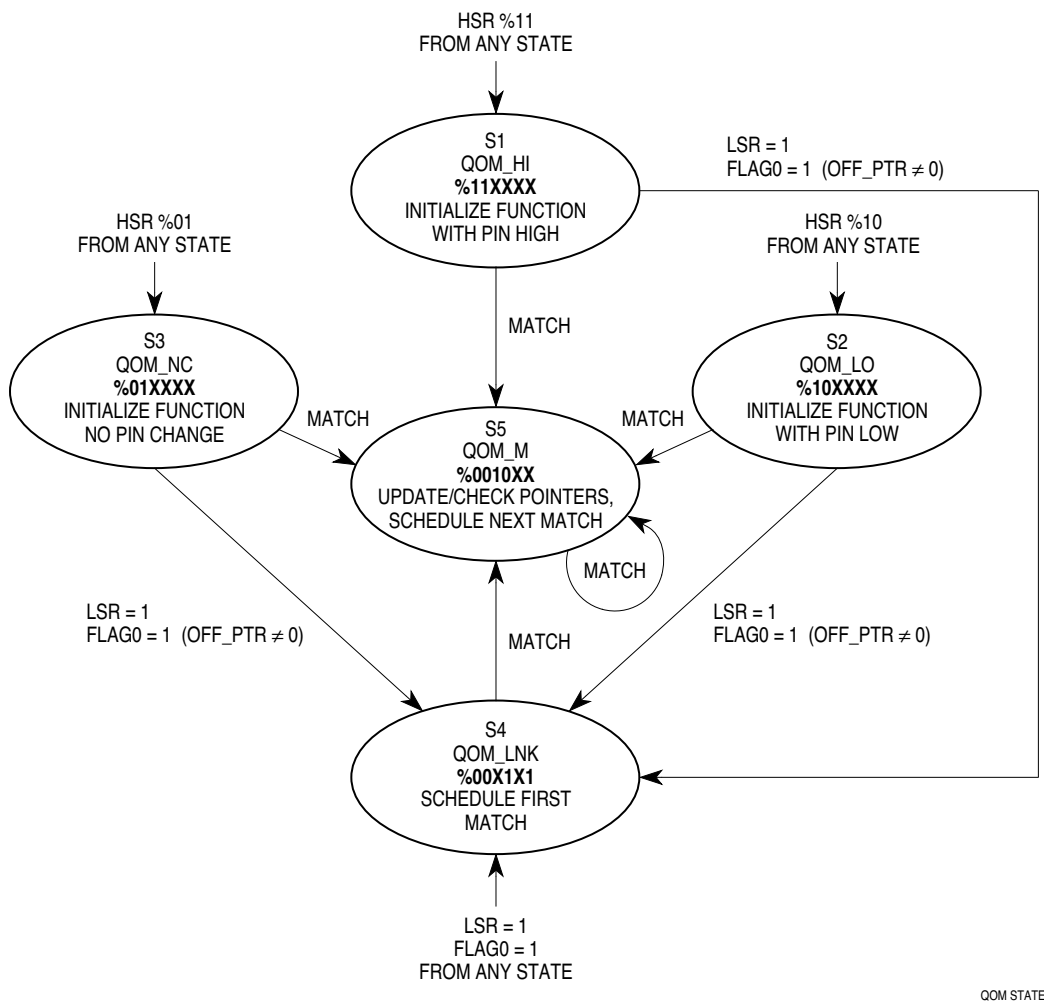 HSR %11
FROM ANY STATE
S1
QOM_HI
%11XXXX
INITIALIZE FUNCTION
WITH PIN HIGH
LSR = 1
FLAG0 = 1 (OFF_PTR ≠ 0)
HSR %01
FROM ANY STATE
HSR %10
FROM ANY STATE
MATCH
S3
QOM_NC
%01XXXX
INITIALIZE FUNCTION
NO PIN CHANGE
S2
QOM_LO
%10XXXX
INITIALIZE FUNCTION
WITH PIN LOW
MATCH
MATCH
S5
QOM_M
%0010XX
UPDATE/CHECK POINTERS,
SCHEDULE NEXT MATCH
MATCH
LSR = 1
FLAG0 = 1 (OFF_PTR ≠ 0)
LSR = 1
FLAG0 = 1 (OFF_PTR ≠ 0)
MATCH
S4
QOM_LNK
%00X1X1
SCHEDULE FIRST
MATCH
LSR = 1
FLAG0 = 1
FROM ANY STATE
QOM STATE